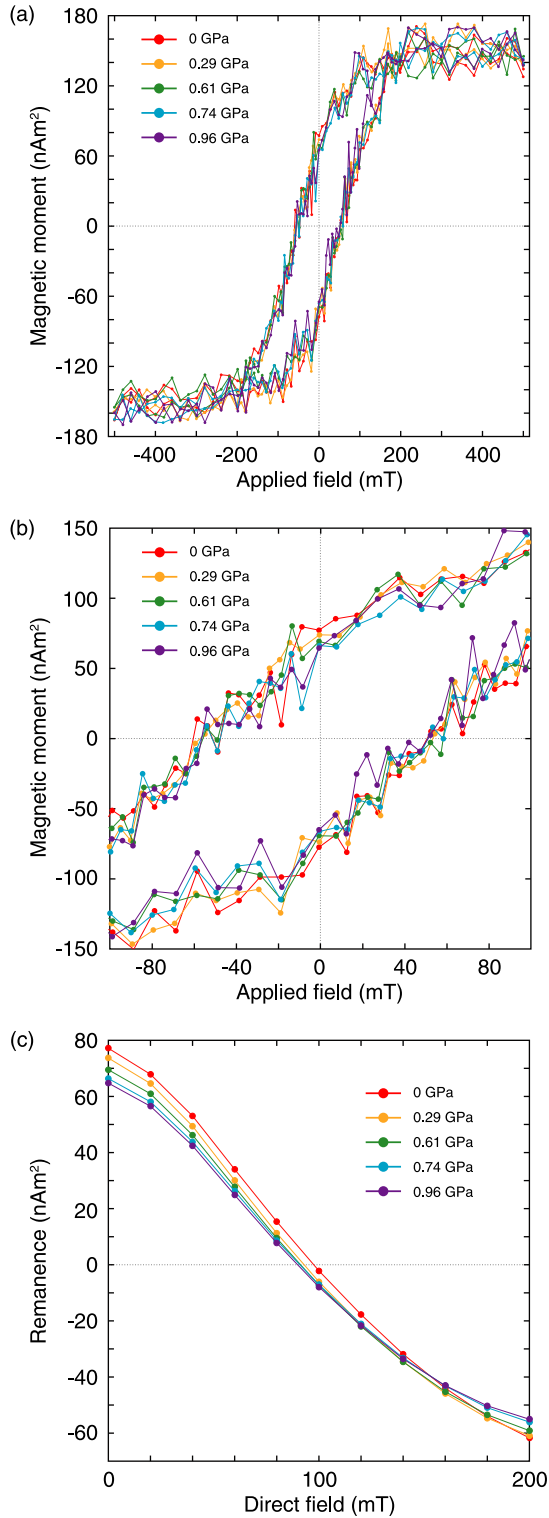 (a)
180
120
60
0
-60
-120
-180
Magnetic moment (nAm²)
0 GPa
0.29 GPa
0.61 GPa
0.74 GPa
0.96 GPa
-400 -200 0 200 400
Applied field (mT)
(b)
150
100
50
0
-50
-100
-150
Magnetic moment (nAm²)
0 GPa
0.29 GPa
0.61 GPa
0.74 GPa
0.96 GPa
-80 -40 0 40 80
Applied field (mT)
(c)
80
60
40
20
0
-20
-40
-60
Remanence (nAm²)
0 GPa
0.29 GPa
0.61 GPa
0.74 GPa
0.96 GPa
0 100 200
Direct field (mT)